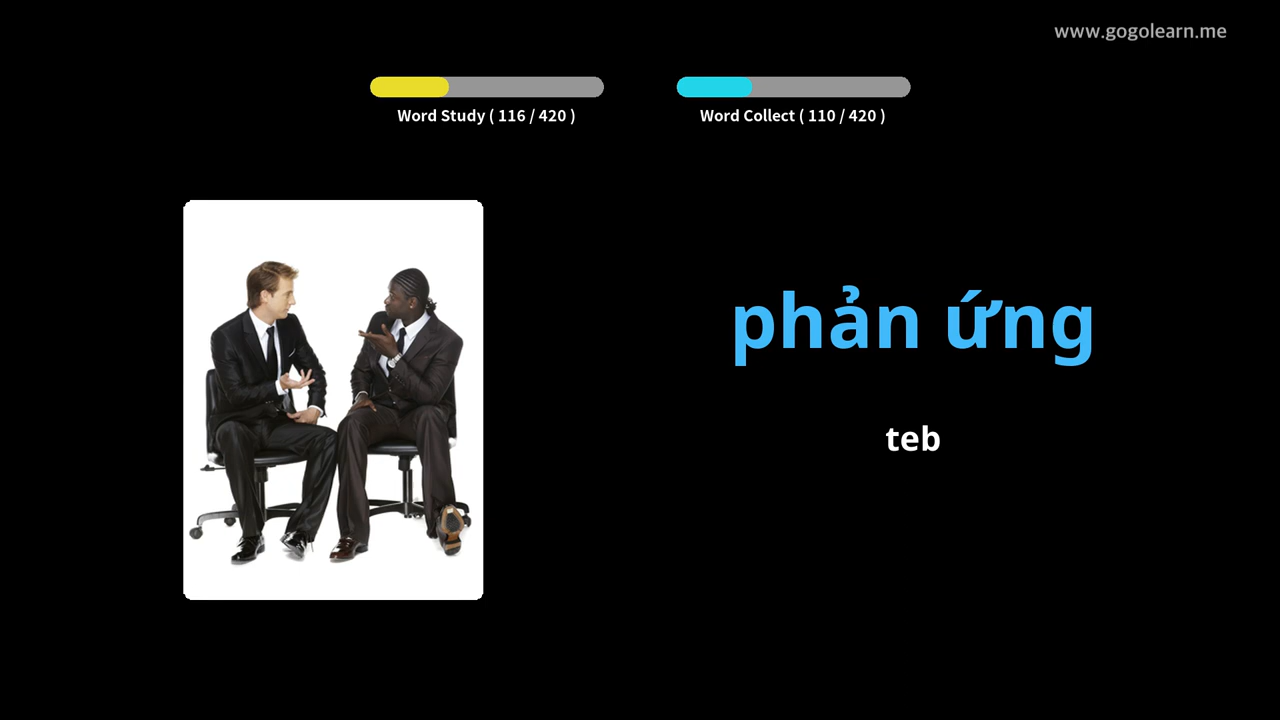 www.gogolearn.me
Word Study ( 116 / 420 )
Word Collect ( 110 / 420 )
phản ứng
teb